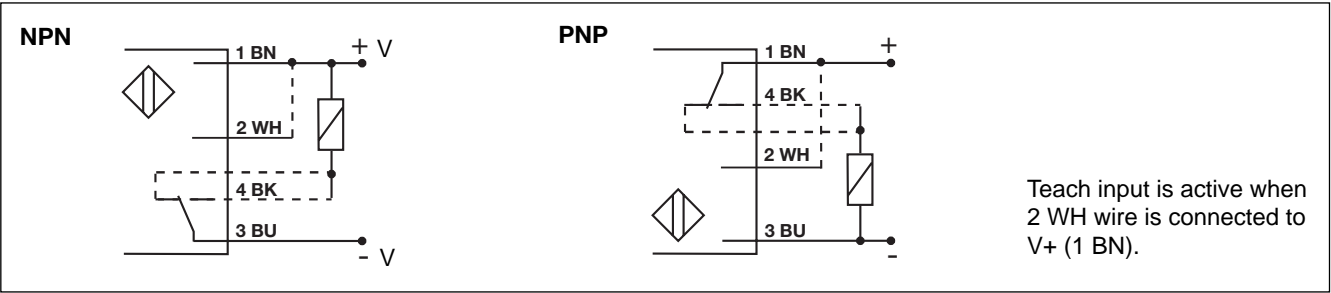 NPN
1 BN
+ V
2 WH
4 BK
3 BU
- V
PNP
1 BN
+
4 BK
2 WH
3 BU
-
Teach input is active when
2 WH wire is connected to
V+ (1 BN).